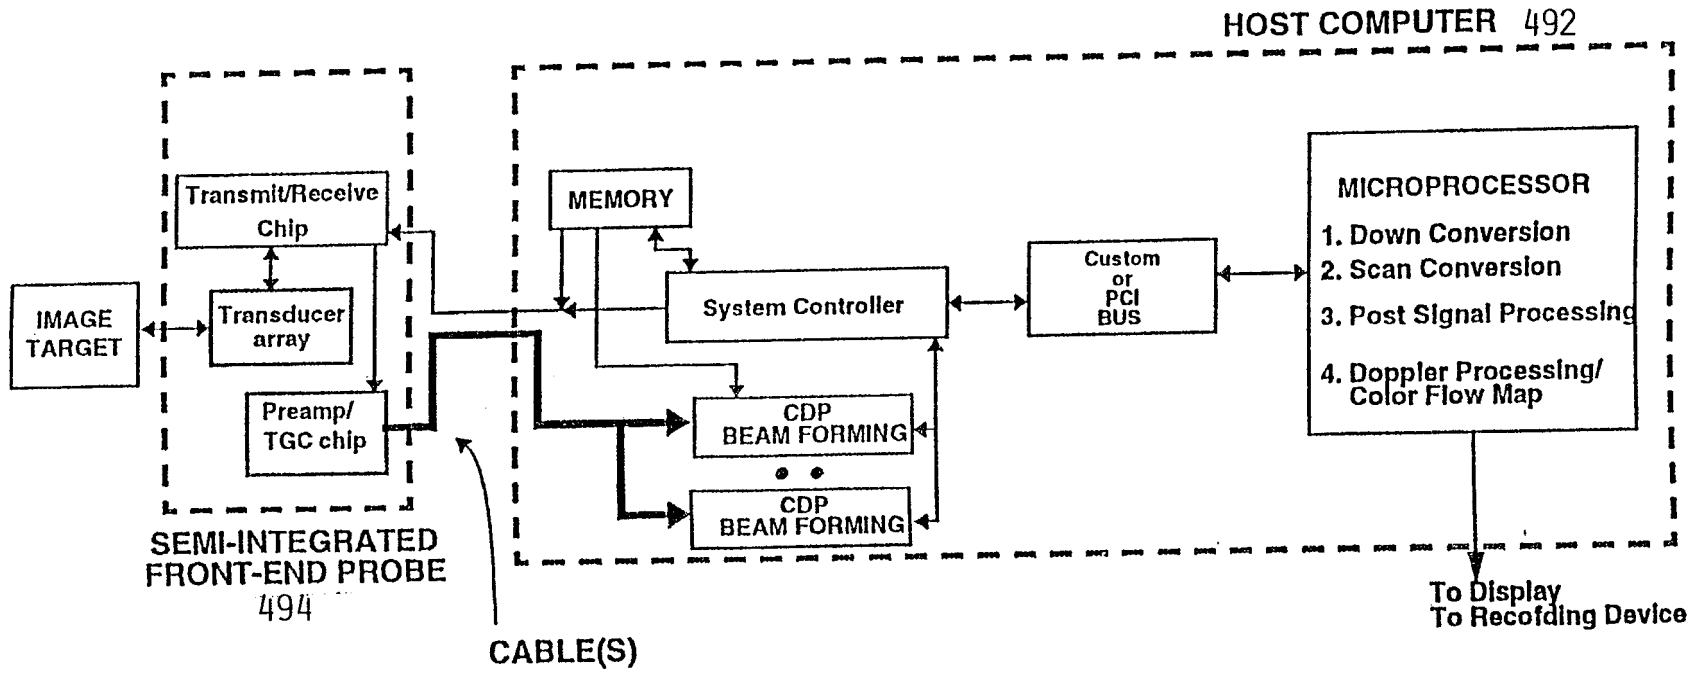 HOST COMPUTER 492
Transmit/Receive
Chip
MEMORY
MICROPROCESSOR
1. Down Conversion
2. Scan Conversion
3. Post Signal Processing
4. Doppler Processing/
Color Flow Map
Custom
or
PCI
BUS
System Controller
IMAGE
TARGET
Transducer
array
Preamp/
TGC chip
CDP
BEAM FORMING
CDP
BEAM FORMING
SEMI-INTEGRATED
FRONT-END PROBE
494
CABLE(S)
To Display
To Recofding Device